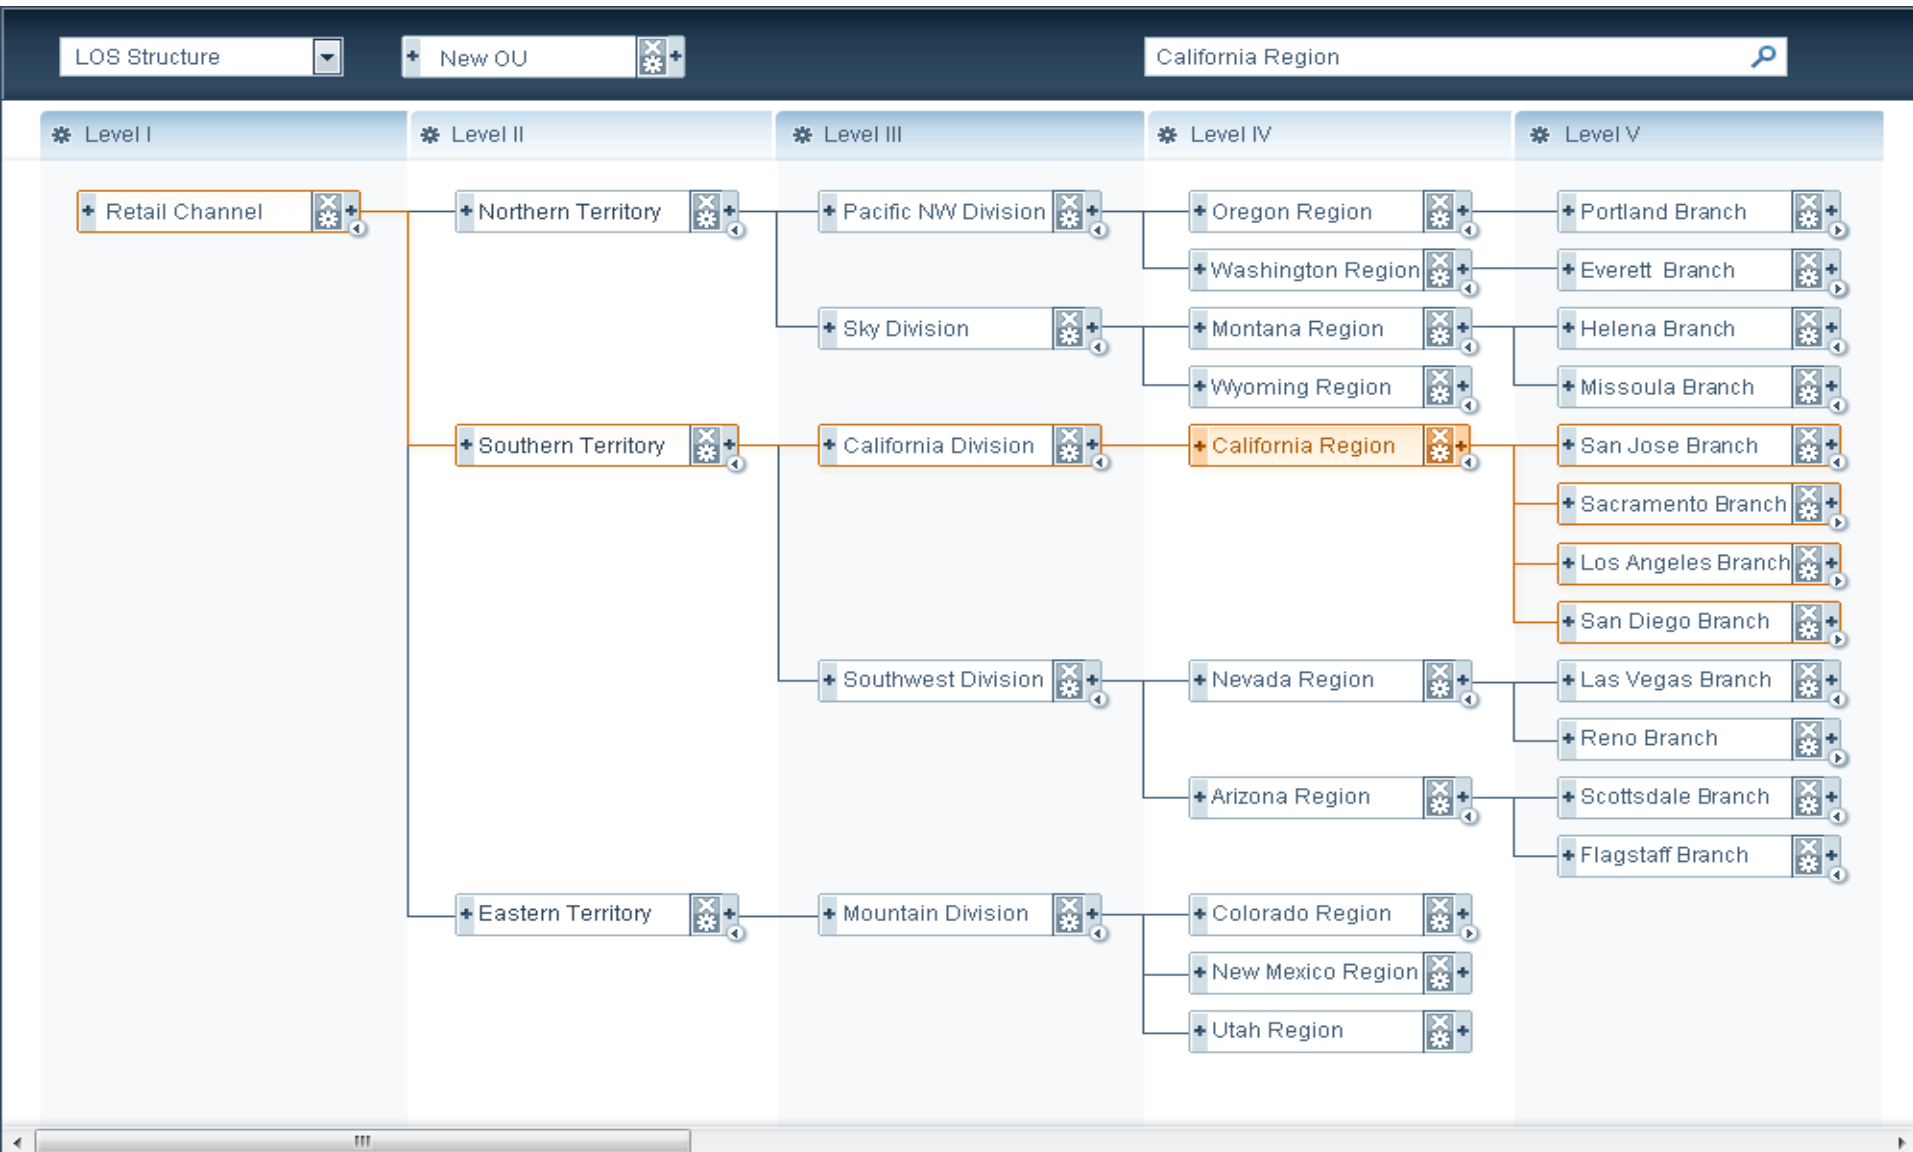 LOS Structure
New OU
California Region
Level I
Level II
Level III
Level IV
Level V
Retail Channel
Northern Territory
Pacific NW Division
Oregon Region
Portland Branch
Washington Region
Everett Branch
Sky Division
Montana Region
Helena Branch
Wyoming Region
Missoula Branch
Southern Territory
California Division
California Region
San Jose Branch
Sacramento Branch
Los Angeles Branch
San Diego Branch
Southwest Division
Nevada Region
Las Vegas Branch
Reno Branch
Arizona Region
Scottsdale Branch
Flagstaff Branch
Eastern Territory
Mountain Division
Colorado Region
New Mexico Region
Utah Region